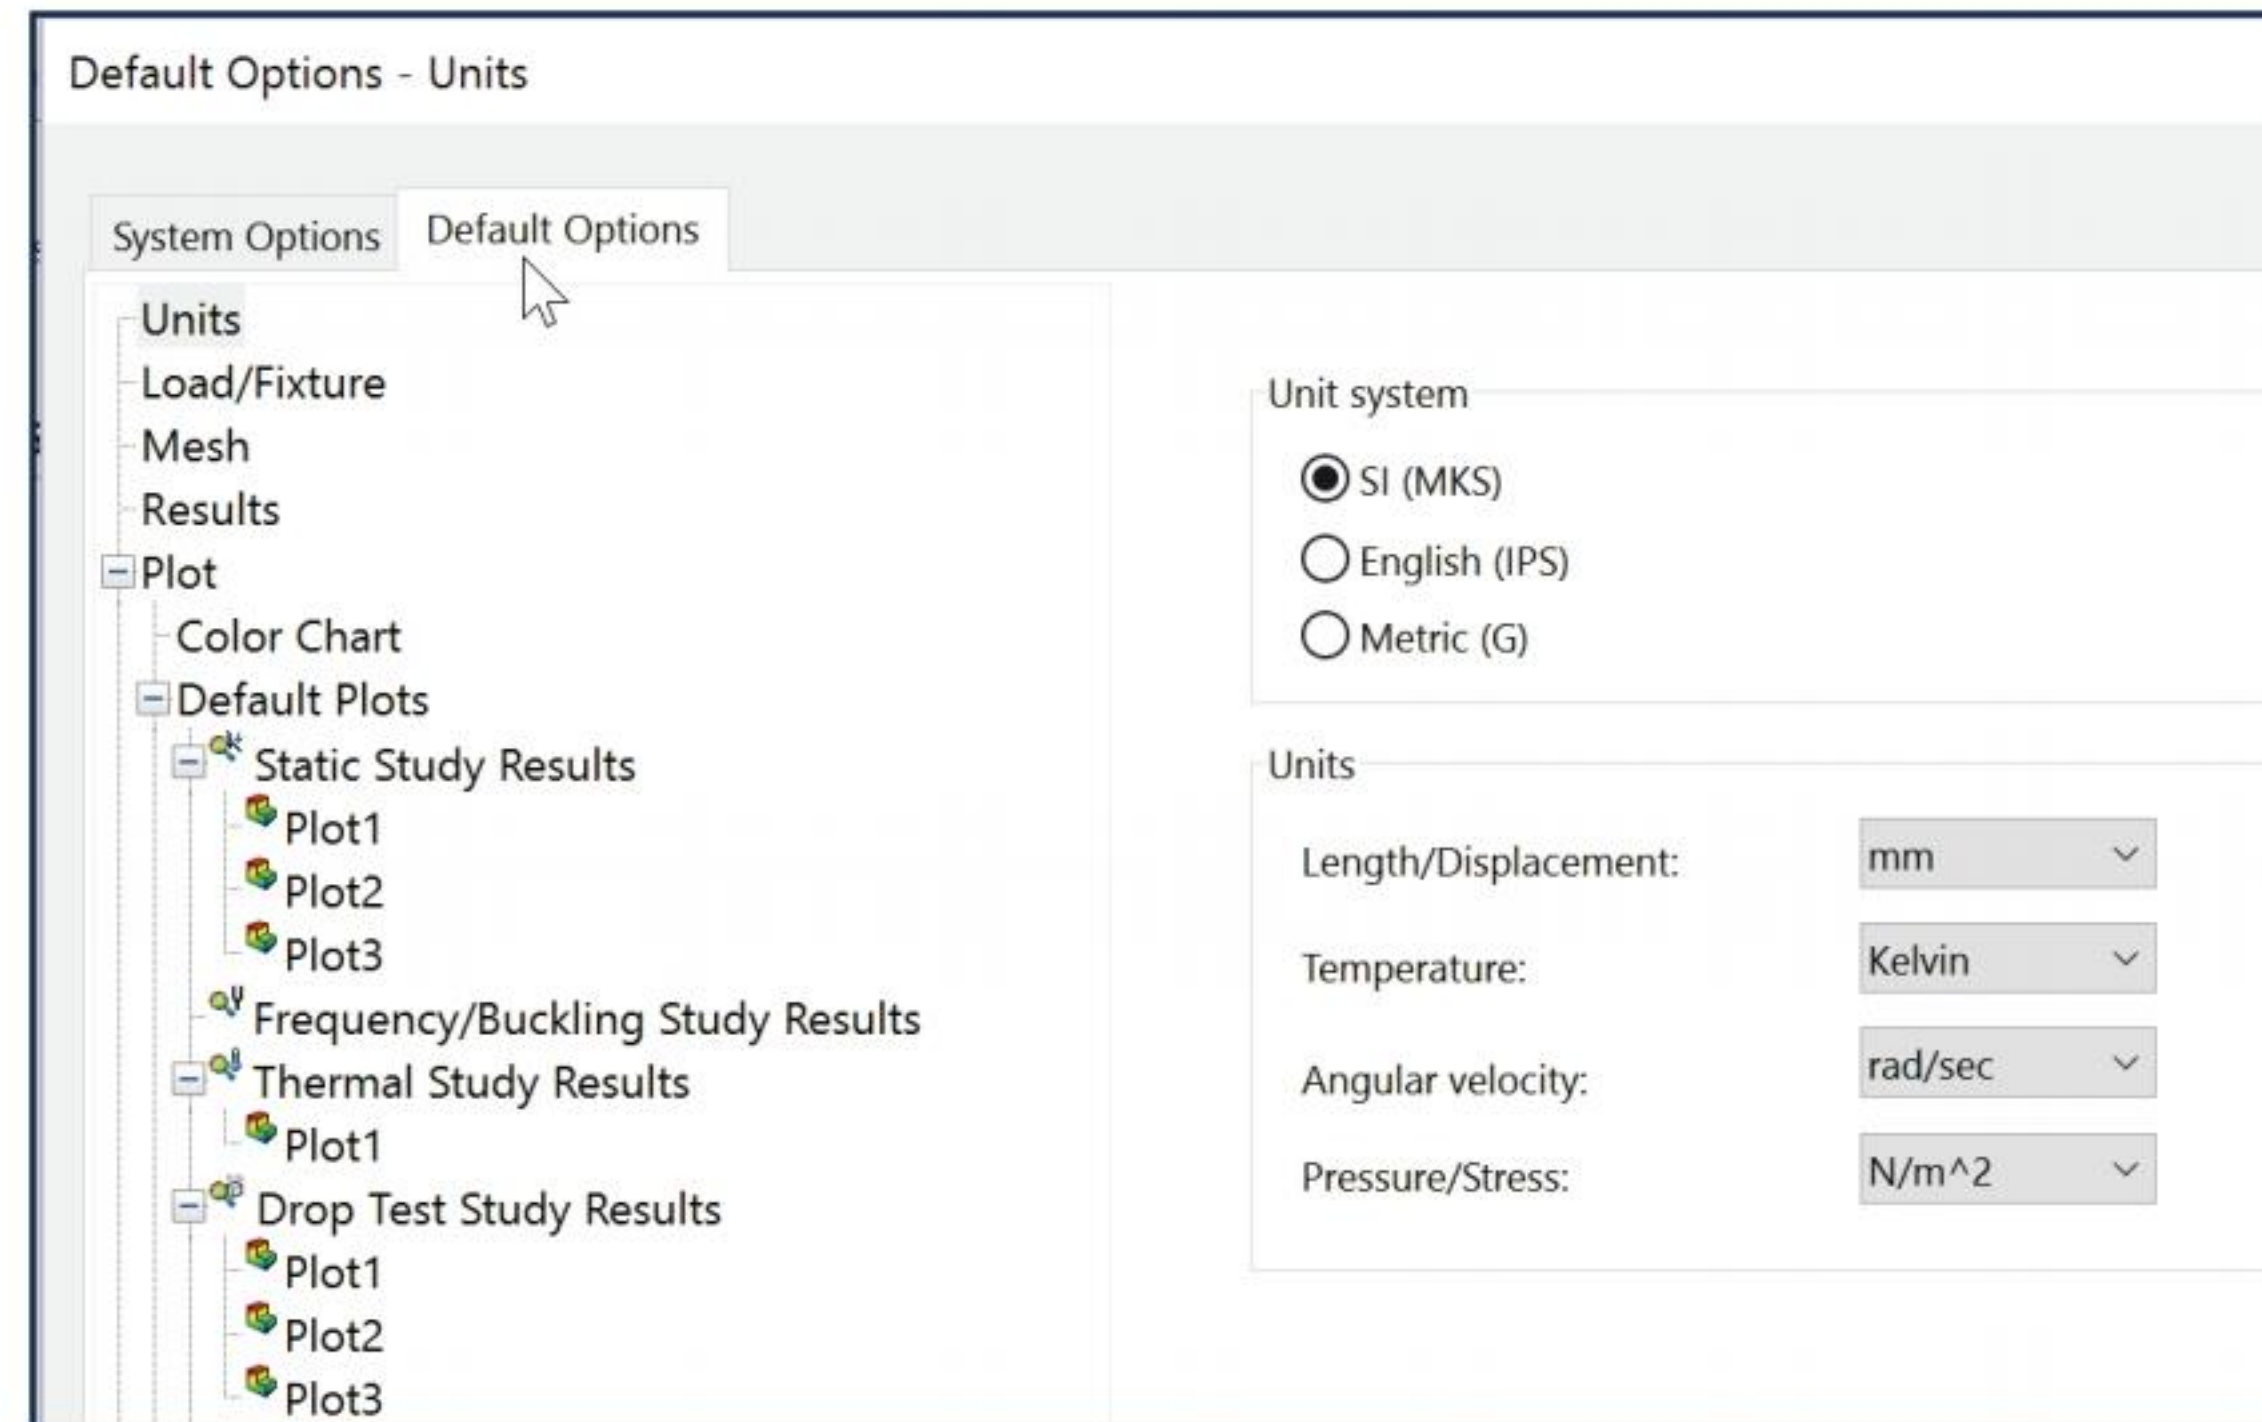 Default Options - Units
System Options
Default Options
Units
Load/Fixture
Mesh
Results
Plot
Color Chart
Default Plots
Static Study Results
Plot1
Plot2
Plot3
Frequency/Buckling Study Results
Thermal Study Results
Plot1
Drop Test Study Results
Plot1
Plot2
Plot3
Unit system
SI (MKS)
English (IPS)
Metric (G)
Units
Length/Displacement: mm
Temperature: Kelvin
Angular velocity: rad/sec
Pressure/Stress: N/m^2